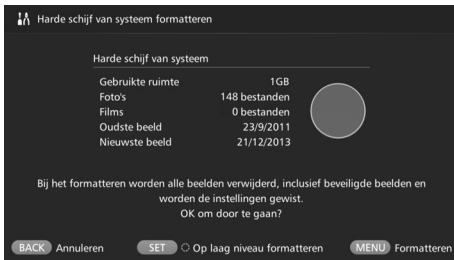 Harde schijf van systeem formatteren
Harde schijf van systeem
Gebruikte ruimte 1GB
Foto's 148 bestanden
Films 0 bestanden
Oudste beeld 23/9/2011
Nieuwste beeld 21/12/2013
Bij het formatteren worden alle beelden verwijderd, inclusief beveiligde beelden en
worden de instellingen gewist.
OK om door te gaan?
BACK Annuleren SET Op laag niveau formatteren MENU Formatteren